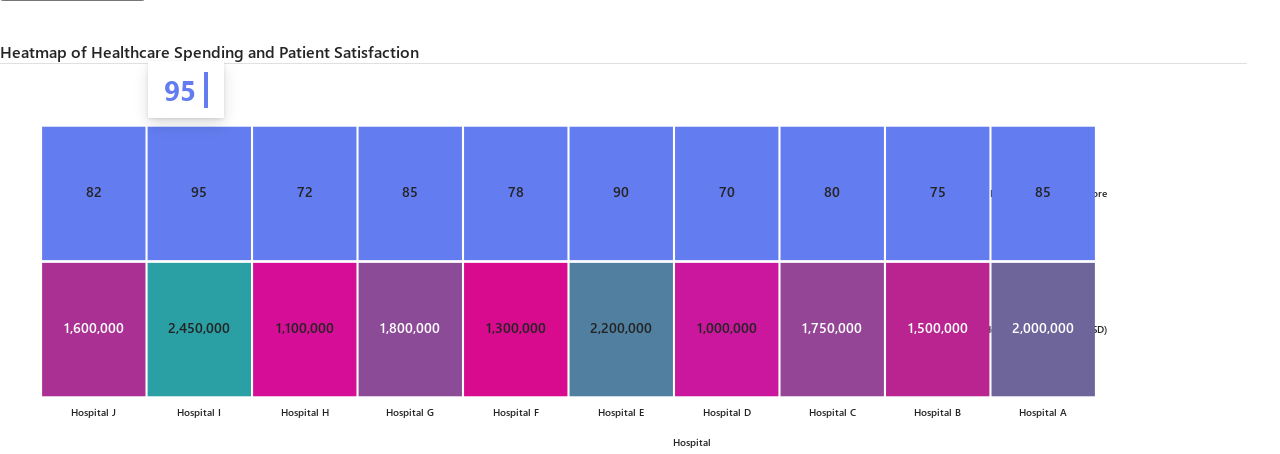 Heatmap of Healthcare Spending and Patient Satisfaction
95
82 95 72 85 78 90 70 80 75 85
1,600,000 2,450,000 1,100,000 1,800,000 1,300,000 2,200,000 1,000,000 1,750,000 1,500,000 2,000,000
Hospital J Hospital I Hospital H Hospital G Hospital F Hospital E Hospital D Hospital C Hospital B Hospital A
Hospital